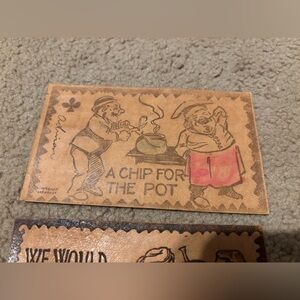 A CHIP FOR
THE POT
WE WOULD